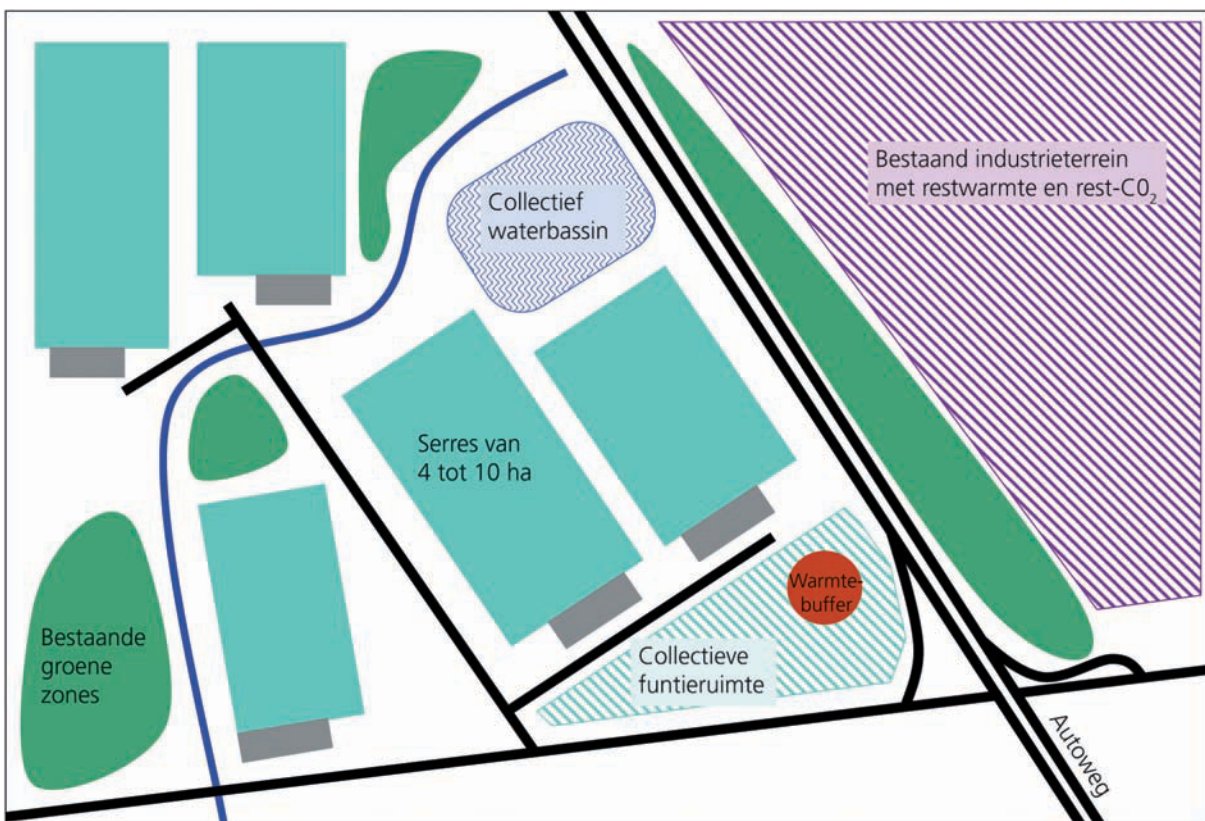 Bestaand industrieterrein
met restwarmte en rest-C0₂
Collectief
waterbassin
Serres van
4 tot 10 ha
Warmte-
buffer
Bestaande
groene
zones
Collectieve
funtieruimte
Autoweg